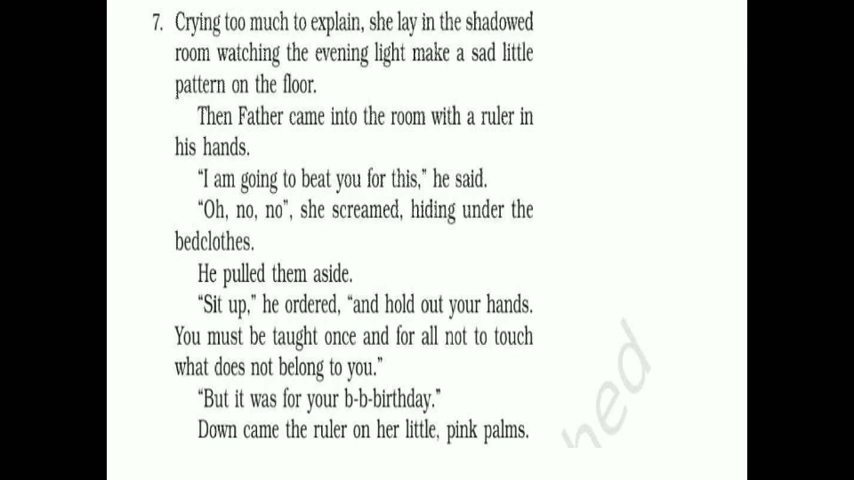 7. Crying too much to explain, she lay in the shadowed
room watching the evening light make a sad little
pattern on the floor.
Then Father came into the room with a ruler in
his hands.
“I am going to beat you for this,” he said.
“Oh, no, no”, she screamed, hiding under the
bedclothes.
He pulled them aside.
“Sit up,” he ordered, “and hold out your hands.
You must be taught once and for all not to touch
what does not belong to you.”
“But it was for your b-b-birthday.”
Down came the ruler on her little, pink palms.
hed